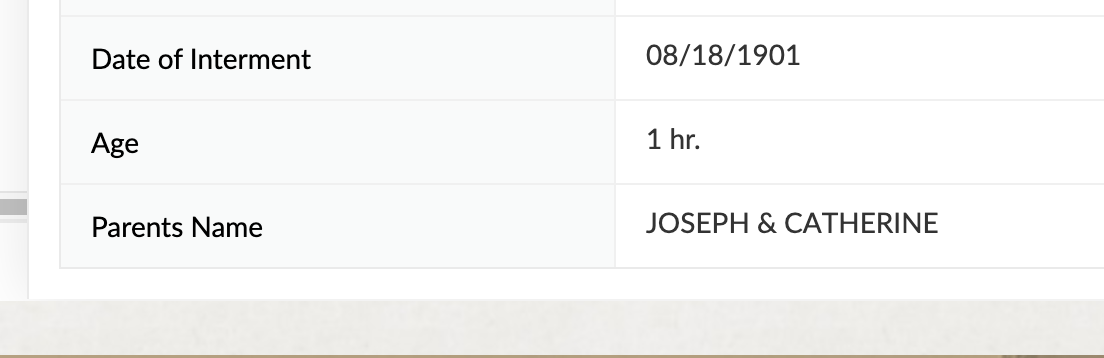 Date of Interment 08/18/1901
Age 1 hr.
Parents Name JOSEPH & CATHERINE